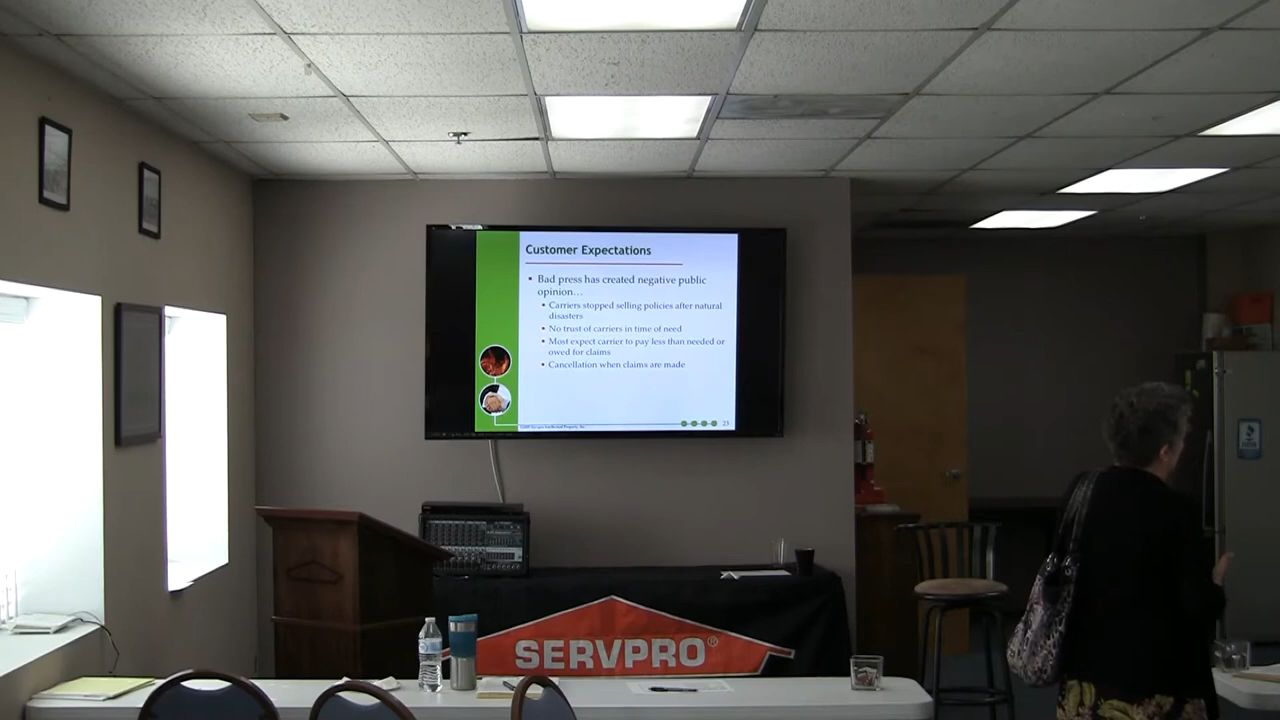 Customer Expectations
• Bad press has created negative public
opinion…
• Carriers stopped selling policies after natural
disasters
• No trust of carriers in time of need
• Most expect carrier to pay less than needed or
owed for claims
• Cancellation when claims are made
23
SERVPRO®